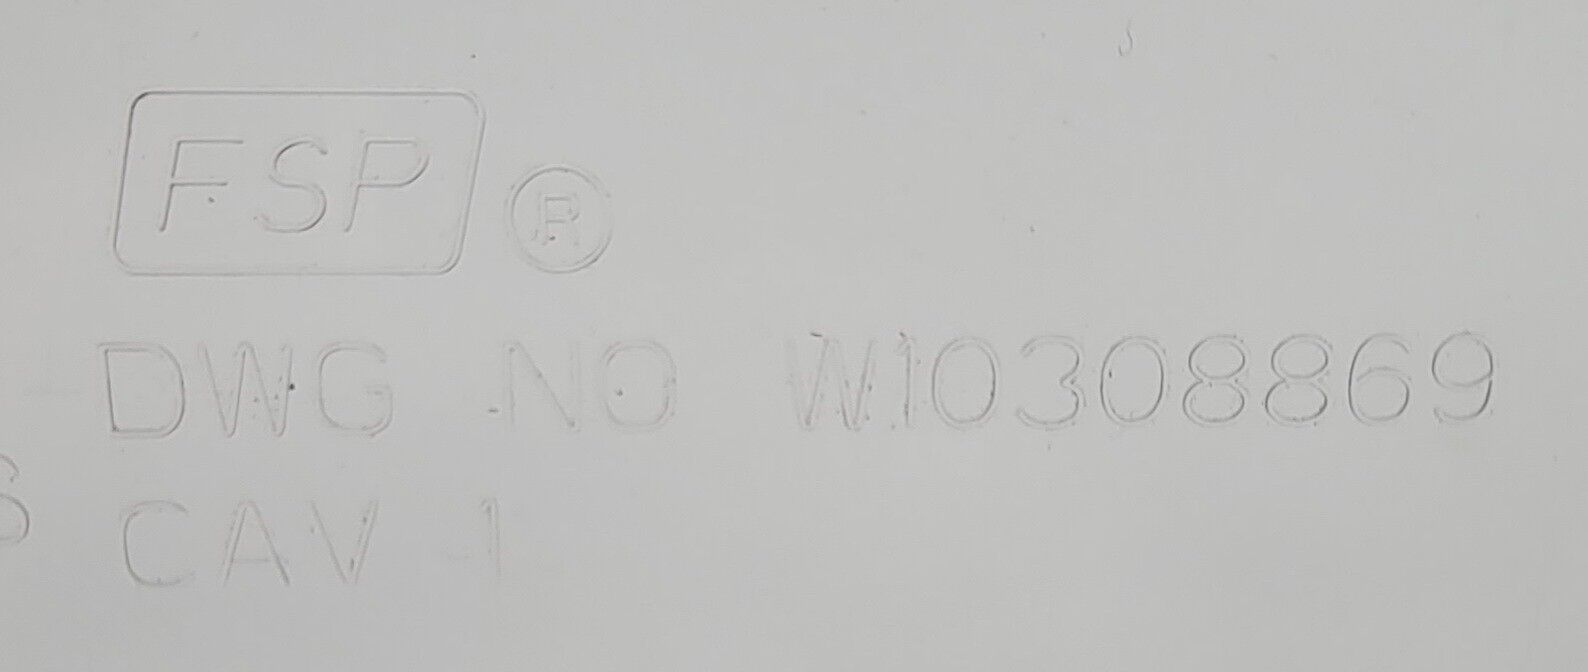 FSP ®
DWG NO W10308869
CAV 1